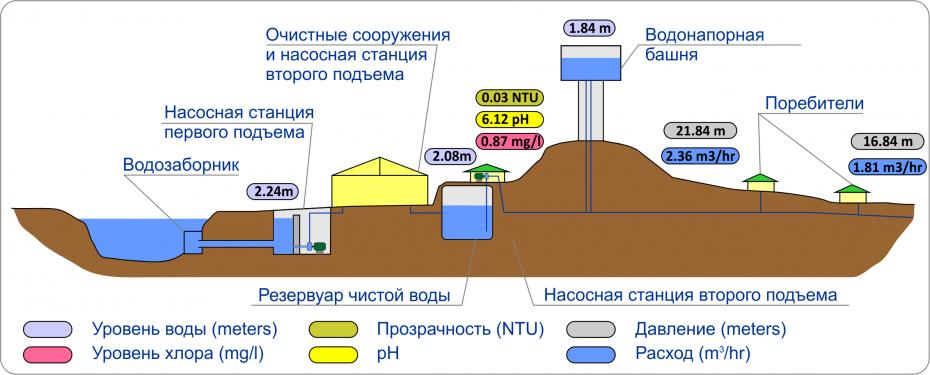 1.84 m
Очистные сооружения
и насосная станция
второго подъема
Водонапорная
башня
Насосная станция
первого подъема
0.03 NTU
6.12 pH
0.87 mg/l
Поребители
21.84 m
16.84 m
Водозаборник
2.24m
2.08m
2.36 m3/hr
1.81 m3/hr
Резервуар чистой воды
Насосная станция второго подъема
Уровень воды (meters)
Прозрачность (NTU)
Давление (meters)
Уровень хлора (mg/l)
pH
Расход (m³/hr)